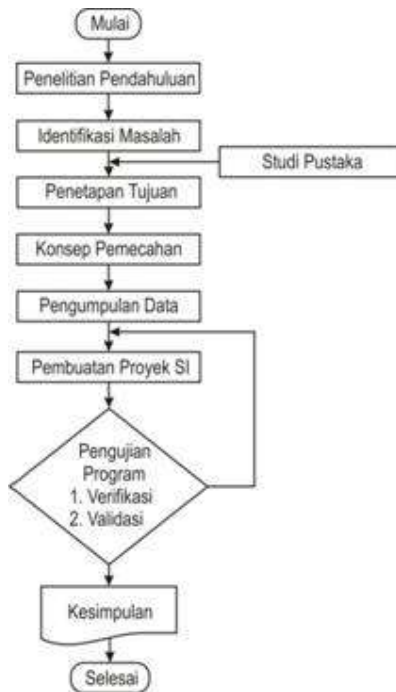 Mulai
Penelitian Pendahuluan
Identifikasi Masalah
Studi Pustaka
Penetapan Tujuan
Konsep Pemecahan
Pengumpulan Data
Pembuatan Proyek SI
Pengujian
Program
1. Verifikasi
2. Validasi
Kesimpulan
Selesai